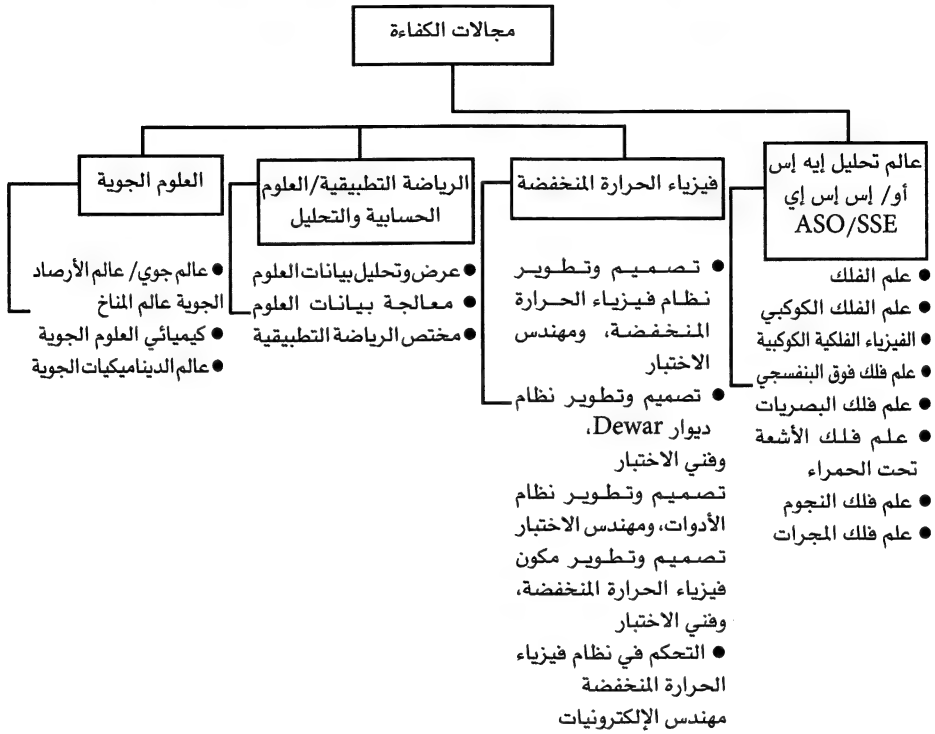 مجالات الكفاءة
عالم تحليل إيه إس
أو/ إس إس إي
ASO/SSE
● علم الفلك
● علم الفلك الكوكبي
● الفيزياء الفلكية الكوكبية
● علم فلك فوق البنفسجي
● علم فلك البصريات
● علم فلك الأشعة
تحت الحمراء
● علم فلك النجوم
● علم فلك المجرات
فيزياء الحرارة المنخفضة
● تصميم وتطوير
نظام فيزياء الحرارة
المنخفضة، ومهندس
الاختبار
● تصميم وتطوير نظام
ديوار Dewar،
وفني الاختبار
تصميم وتطوير نظام
الأدوات، ومهندس الاختبار
تصميم وتطوير مكون
فيزياء الحرارة المنخفضة،
وفني الاختبار
● التحكم في نظام فيزياء
الحرارة المنخفضة
مهندس الإلكترونيات
الرياضة التطبيقية/العلوم
الحسابية والتحليل
● عرض وتحليل بيانات العلوم
● معالجة بيانات العلوم
● مختص الرياضة التطبيقية
العلوم الجوية
● عالم جوي/ عالم الأرصاد
الجوية عالم المناخ
● كيميائي العلوم الجوية
● عالم الديناميكيات الجوية